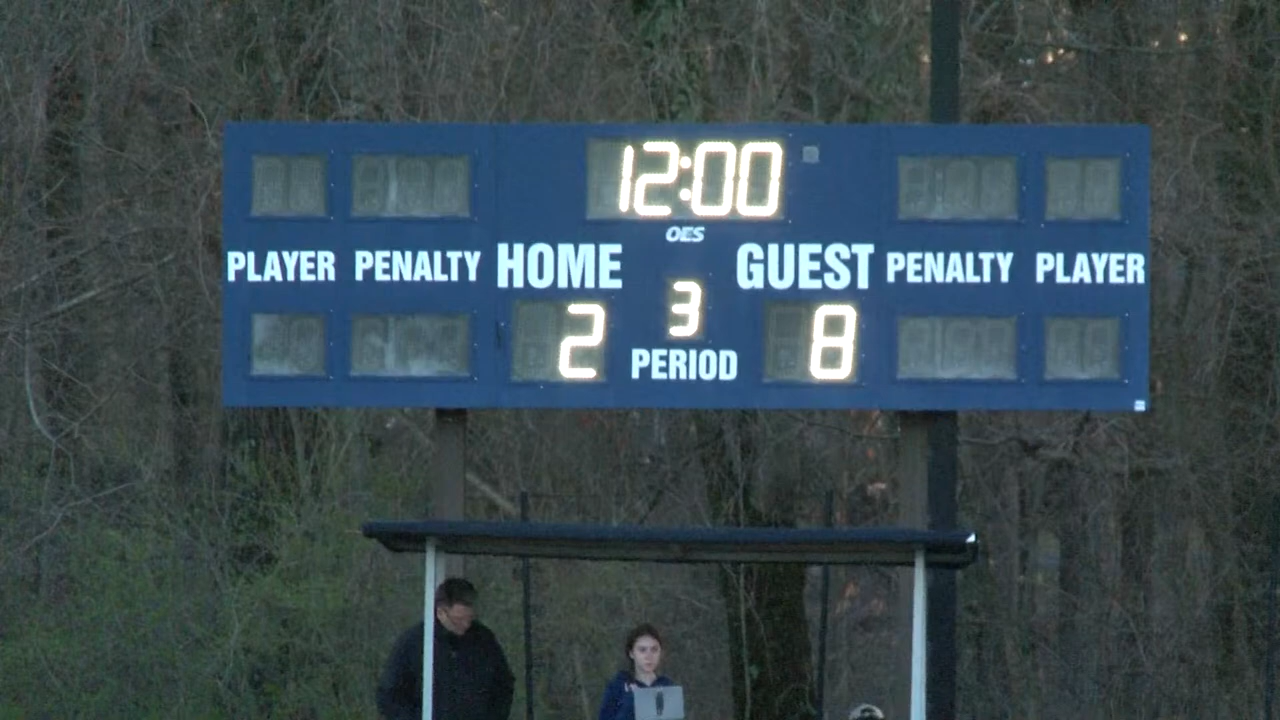 12:00
OES
PLAYER PENALTY HOME GUEST PENALTY PLAYER
2 3 8
PERIOD